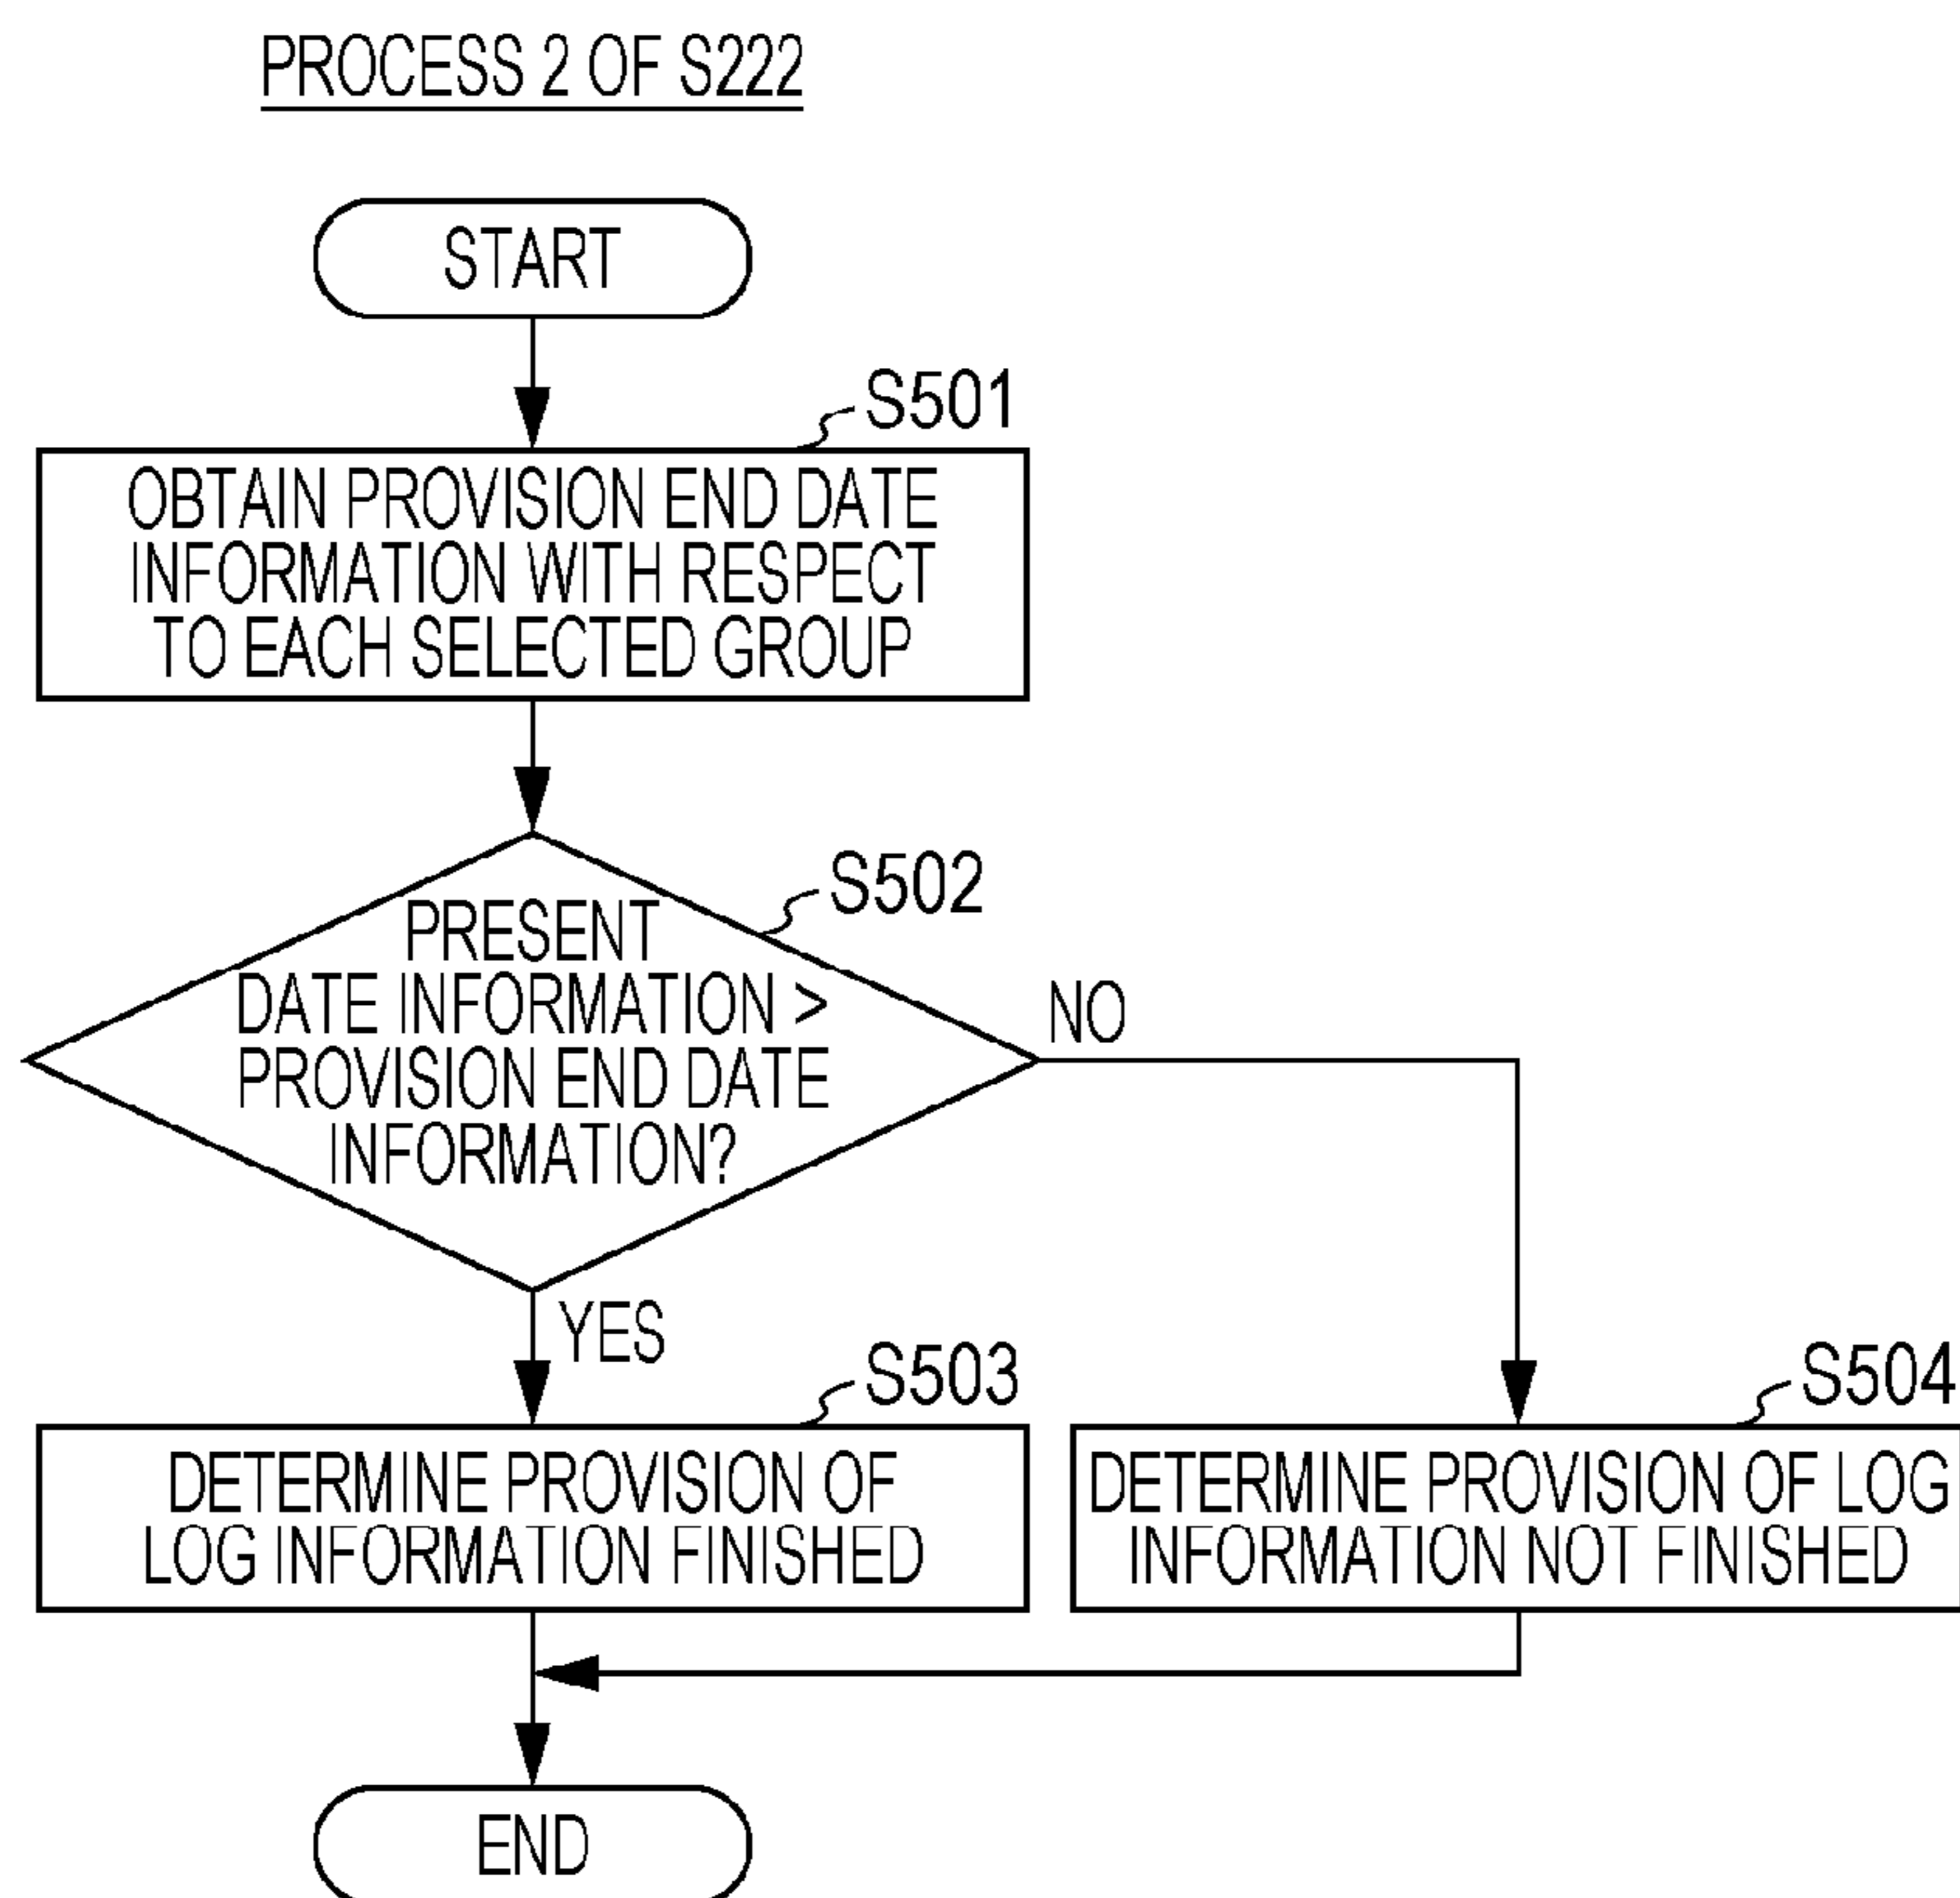 PROCESS 2 OF S222
START
S501
OBTAIN PROVISION END DATE
INFORMATION WITH RESPECT
TO EACH SELECTED GROUP
S502
PRESENT
DATE INFORMATION >
PROVISION END DATE
INFORMATION?
NO
YES
S503
DETERMINE PROVISION OF
LOG INFORMATION FINISHED
S504
DETERMINE PROVISION OF LOG
INFORMATION NOT FINISHED
END